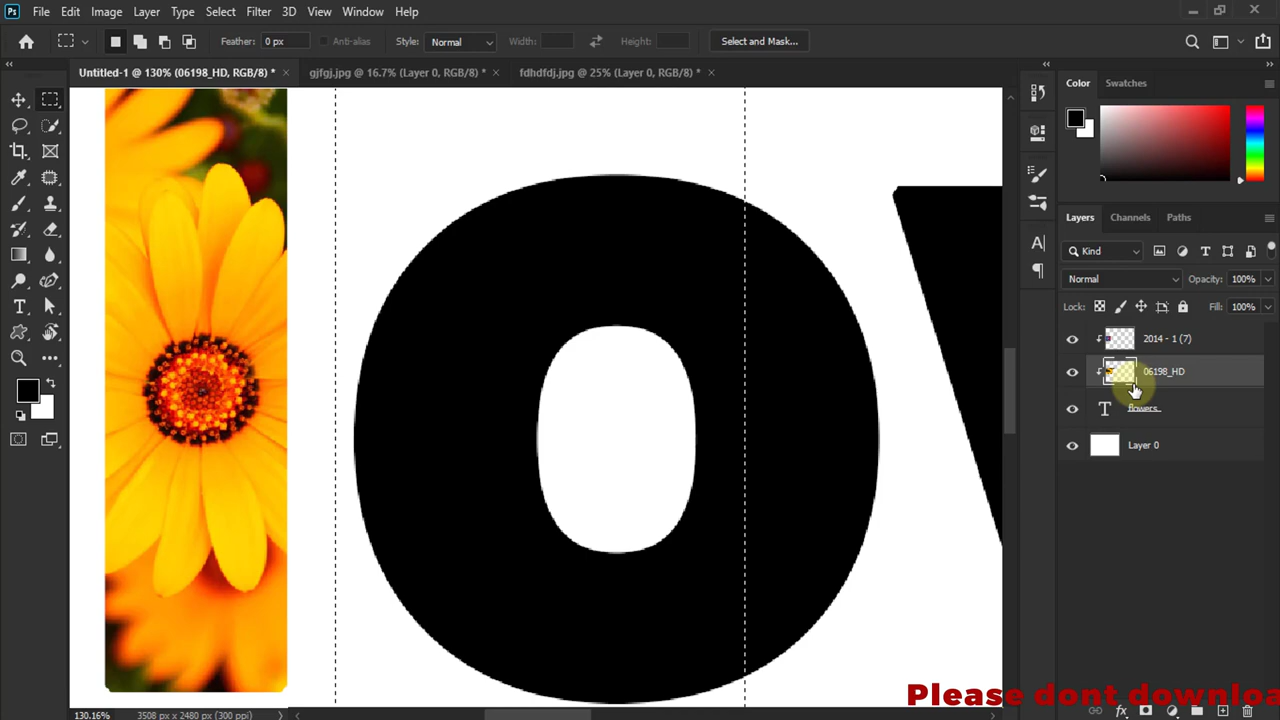 Ps File Edit Image Layer Type Select Filter 3D View Window Help
Feather: 0 px Anti-alias Style: Normal Width: Height: Select and Mask...
Untitled-1 @ 130% (06198_HD, RGB/8) * × gjfgj.jpg @ 16.7% (Layer 0, RGB/8) * × fdhdfdj.jpg @ 25% (Layer 0, RGB/8) * ×
Color Swatches
Layers Channels Paths
Kind
Normal Opacity: 100%
Lock: Fill: 100%
2014 - 1 (7)
06198_HD
flowers
Layer 0
ow
Please dont downloa
130.16% 3508 px x 2480 px (300 ppi)